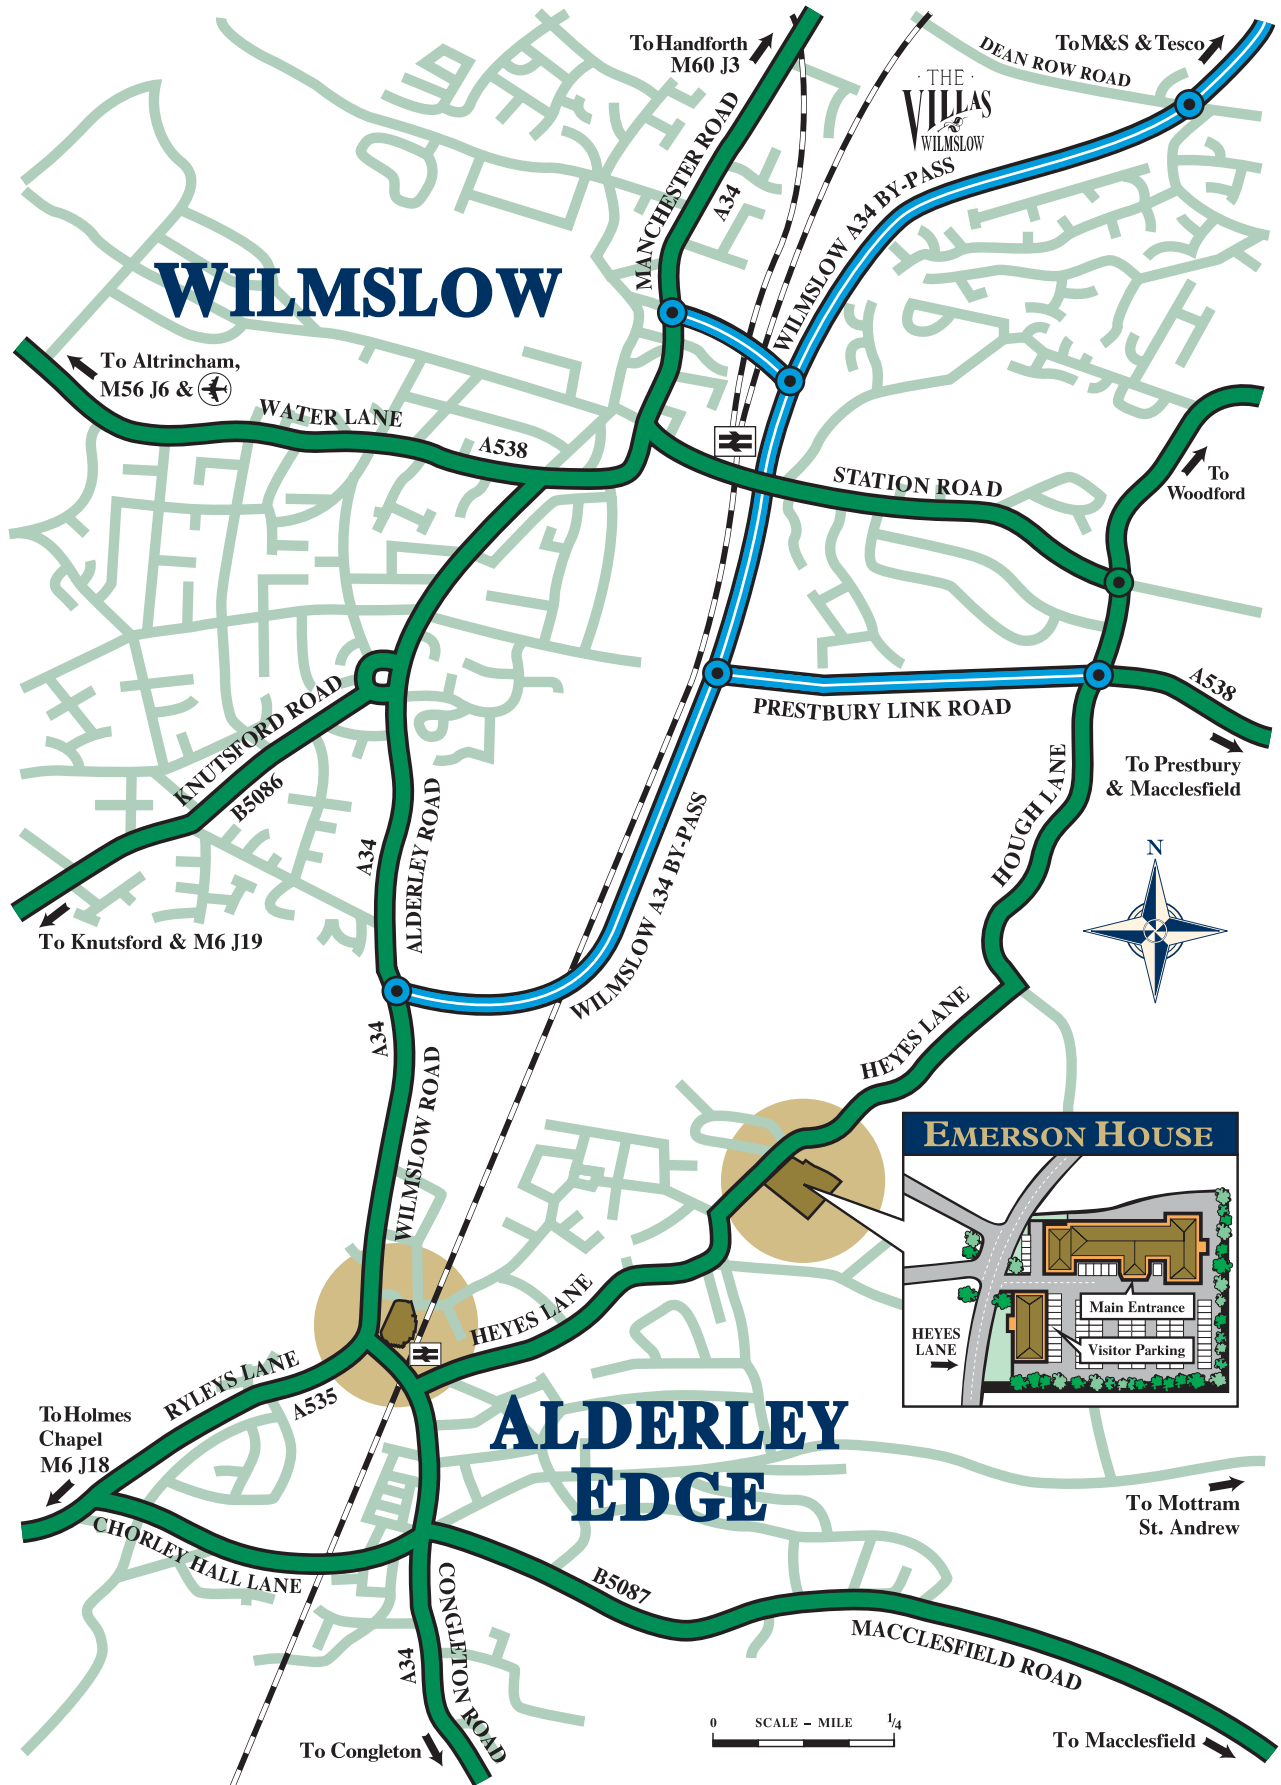 To Handforth
M60 J3
To M&S & Tesco
DEAN ROW ROAD
· THE ·
VILLAS
WILMSLOW
MANCHESTER ROAD
A34
WILMSLOW A34 BY-PASS
WILMSLOW
To Altrincham,
M56 J6 &
WATER LANE
A538
STATION ROAD
To
Woodford
KNUTSFORD ROAD
B5086
PRESTBURY LINK ROAD
A538
To Prestbury
& Macclesfield
HOUGH LANE
A34
ALDERLEY ROAD
WILMSLOW A34 BY-PASS
N
To Knutsford & M6 J19
A34
WILMSLOW ROAD
HEYES LANE
EMERSON HOUSE
Main Entrance
Visitor Parking
HEYES
LANE
HEYES LANE
RYLEYS LANE
A535
To Holmes
Chapel
M6 J18
ALDERLEY
EDGE
To Mottram
St. Andrew
CHORLEY HALL LANE
B5087
MACCLESFIELD ROAD
CONGLETON ROAD
A34
To Congleton
0 SCALE – MILE 1/4
To Macclesfield